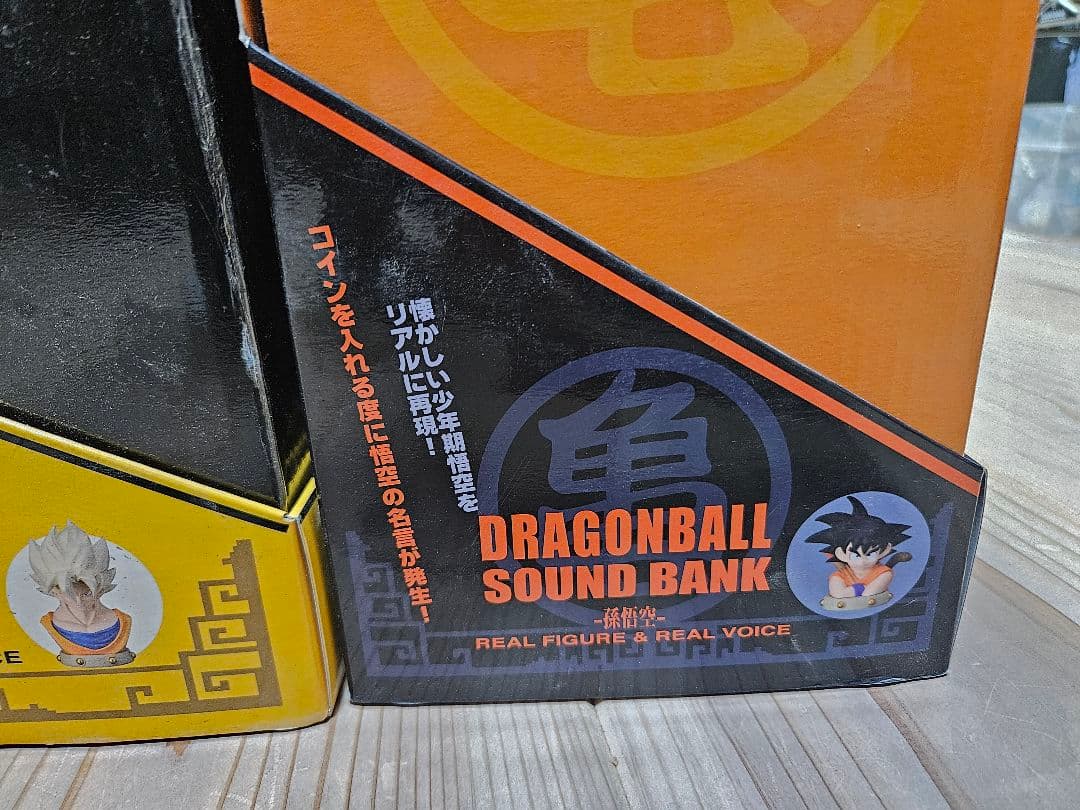 懐かしい少年期悟空を
リアルに再現！
コインを入れる度に悟空の名言が発生！
亀
DRAGONBALL
SOUND BANK
-孫悟空-
REAL FIGURE & REAL VOICE
CE